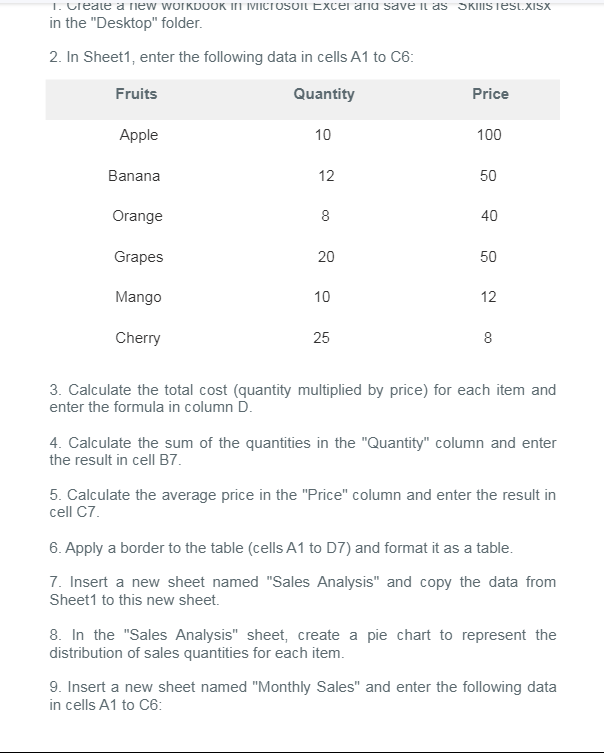 1. Create a new workbook in Microsoft Excel and save it as "SkillsTest.xlsx"
in the "Desktop" folder.
2. In Sheet1, enter the following data in cells A1 to C6:
Fruits Quantity Price
Apple 10 100
Banana 12 50
Orange 8 40
Grapes 20 50
Mango 10 12
Cherry 25 8
3. Calculate the total cost (quantity multiplied by price) for each item and
enter the formula in column D.
4. Calculate the sum of the quantities in the "Quantity" column and enter
the result in cell B7.
5. Calculate the average price in the "Price" column and enter the result in
cell C7.
6. Apply a border to the table (cells A1 to D7) and format it as a table.
7. Insert a new sheet named "Sales Analysis" and copy the data from
Sheet1 to this new sheet.
8. In the "Sales Analysis" sheet, create a pie chart to represent the
distribution of sales quantities for each item.
9. Insert a new sheet named "Monthly Sales" and enter the following data
in cells A1 to C6: